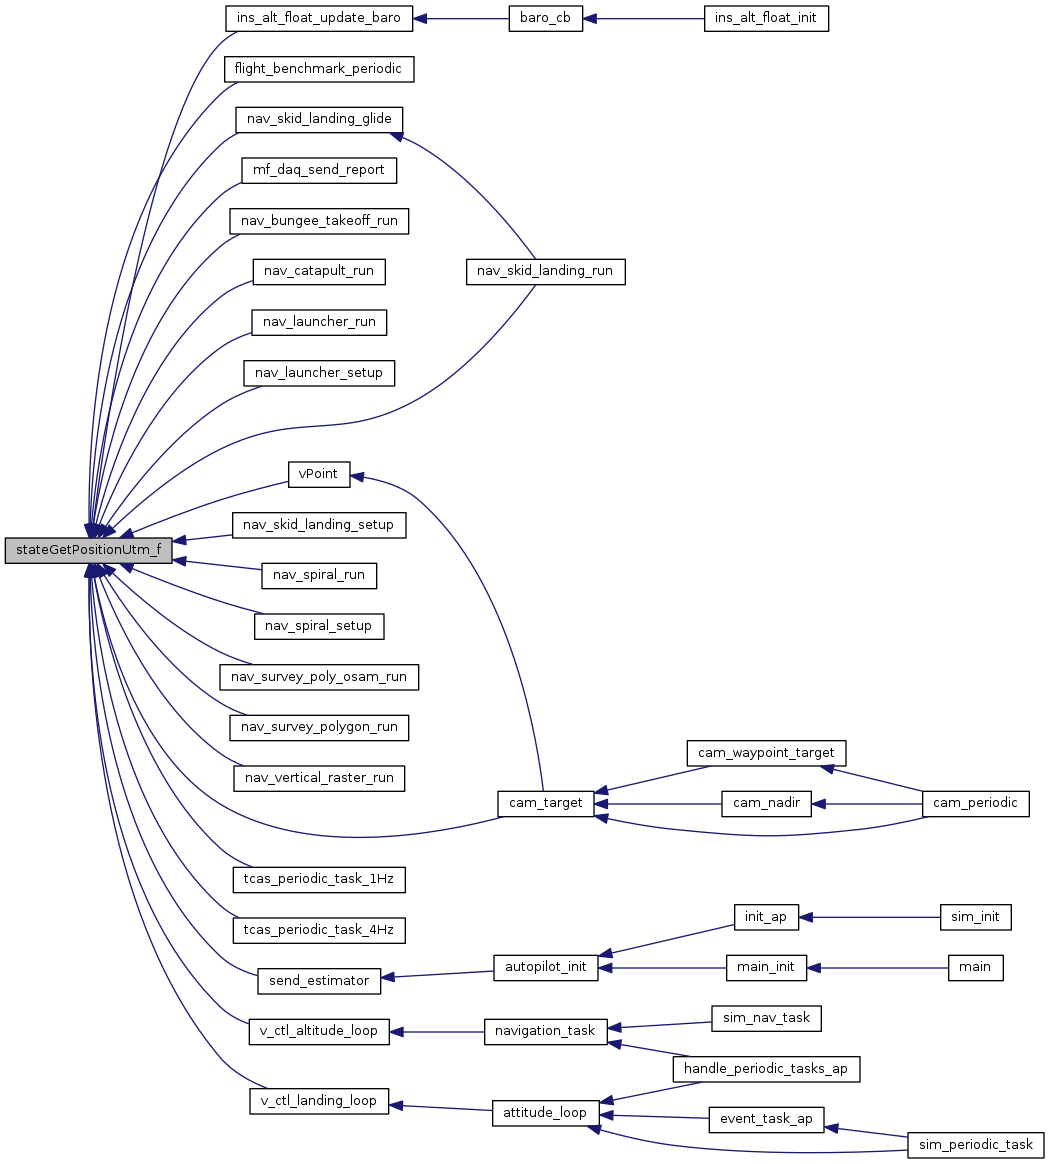 ins_alt_float_update_baro
baro_cb
ins_alt_float_init
flight_benchmark_periodic
nav_skid_landing_glide
mf_daq_send_report
nav_bungee_takeoff_run
nav_catapult_run
nav_skid_landing_run
nav_launcher_run
nav_launcher_setup
vPoint
nav_skid_landing_setup
stateGetPositionUtm_f
nav_spiral_run
nav_spiral_setup
nav_survey_poly_osam_run
nav_survey_polygon_run
nav_vertical_raster_run
cam_waypoint_target
cam_target
cam_nadir
cam_periodic
tcas_periodic_task_1Hz
tcas_periodic_task_4Hz
init_ap
sim_init
send_estimator
autopilot_init
main_init
main
v_ctl_altitude_loop
navigation_task
sim_nav_task
handle_periodic_tasks_ap
v_ctl_landing_loop
attitude_loop
event_task_ap
sim_periodic_task